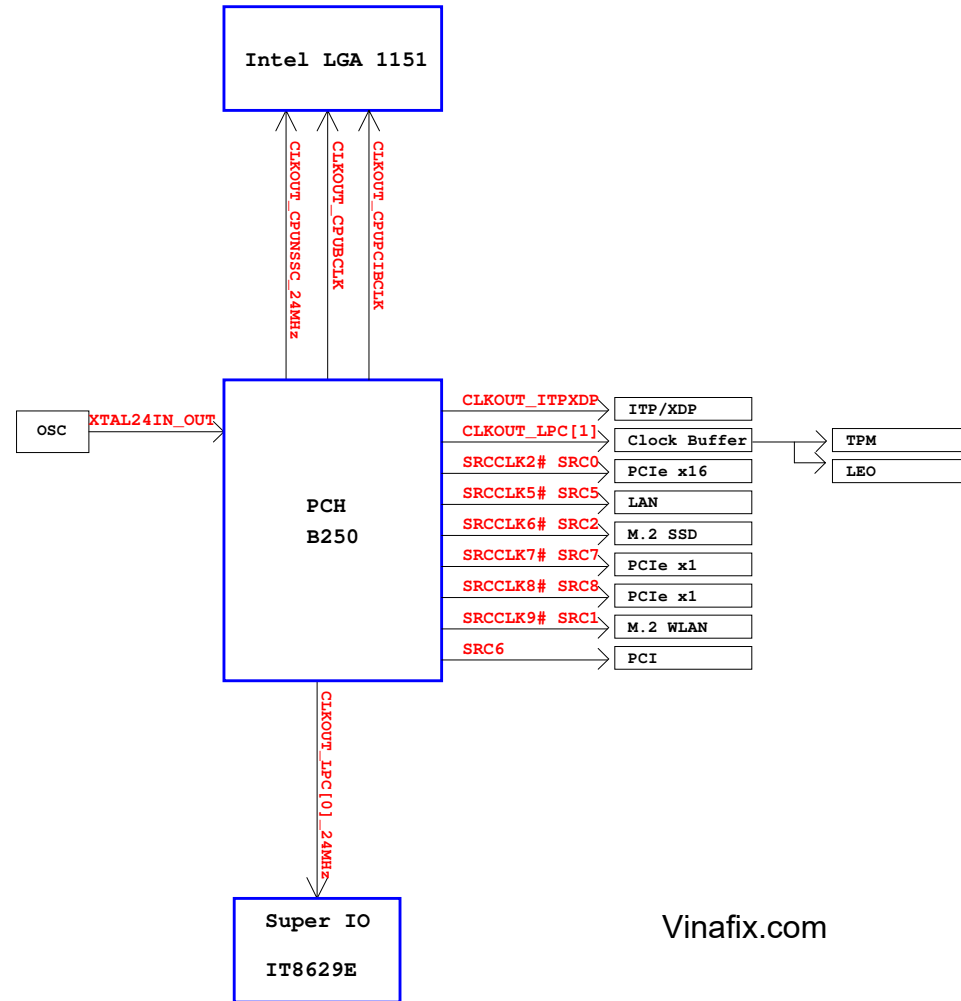 Intel LGA 1151
CLKOUT_CPUNSSC_24MHz
CLKOUT_CPUBCLK
CLKOUT_CPUPCIBCLK
OSC
XTAL24IN_OUT
PCH
B250
CLKOUT_ITPXDP
ITP/XDP
CLKOUT_LPC[1]
Clock Buffer
TPM
LEO
SRCCLK2# SRC0
PCIe x16
SRCCLK5# SRC5
LAN
SRCCLK6# SRC2
M.2 SSD
SRCCLK7# SRC7
PCIe x1
SRCCLK8# SRC8
PCIe x1
SRCCLK9# SRC1
M.2 WLAN
SRC6
PCI
CLKOUT_LPC[0]_24MHz
Super IO
IT8629E
Vinafix.com